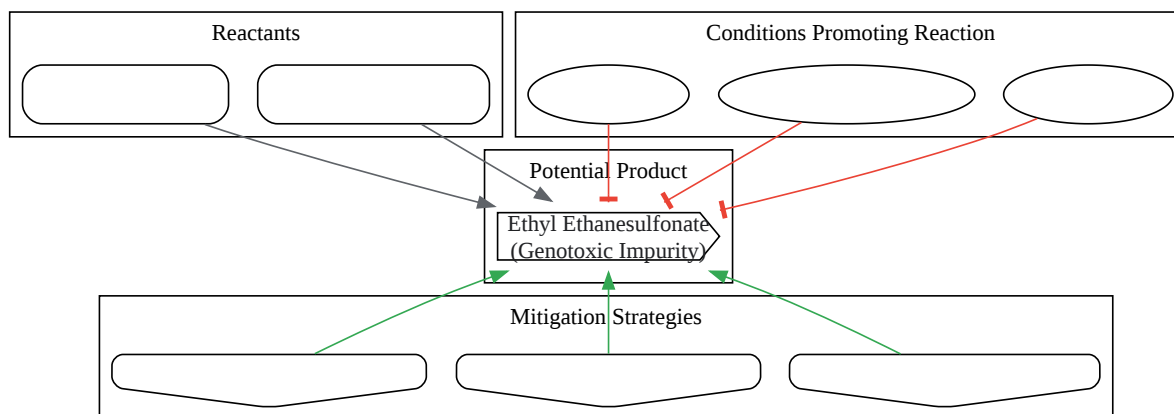 Reactants
Conditions Promoting Reaction
Potential Product
Ethyl Ethanesulfonate
(Genotoxic Impurity)
Mitigation Strategies